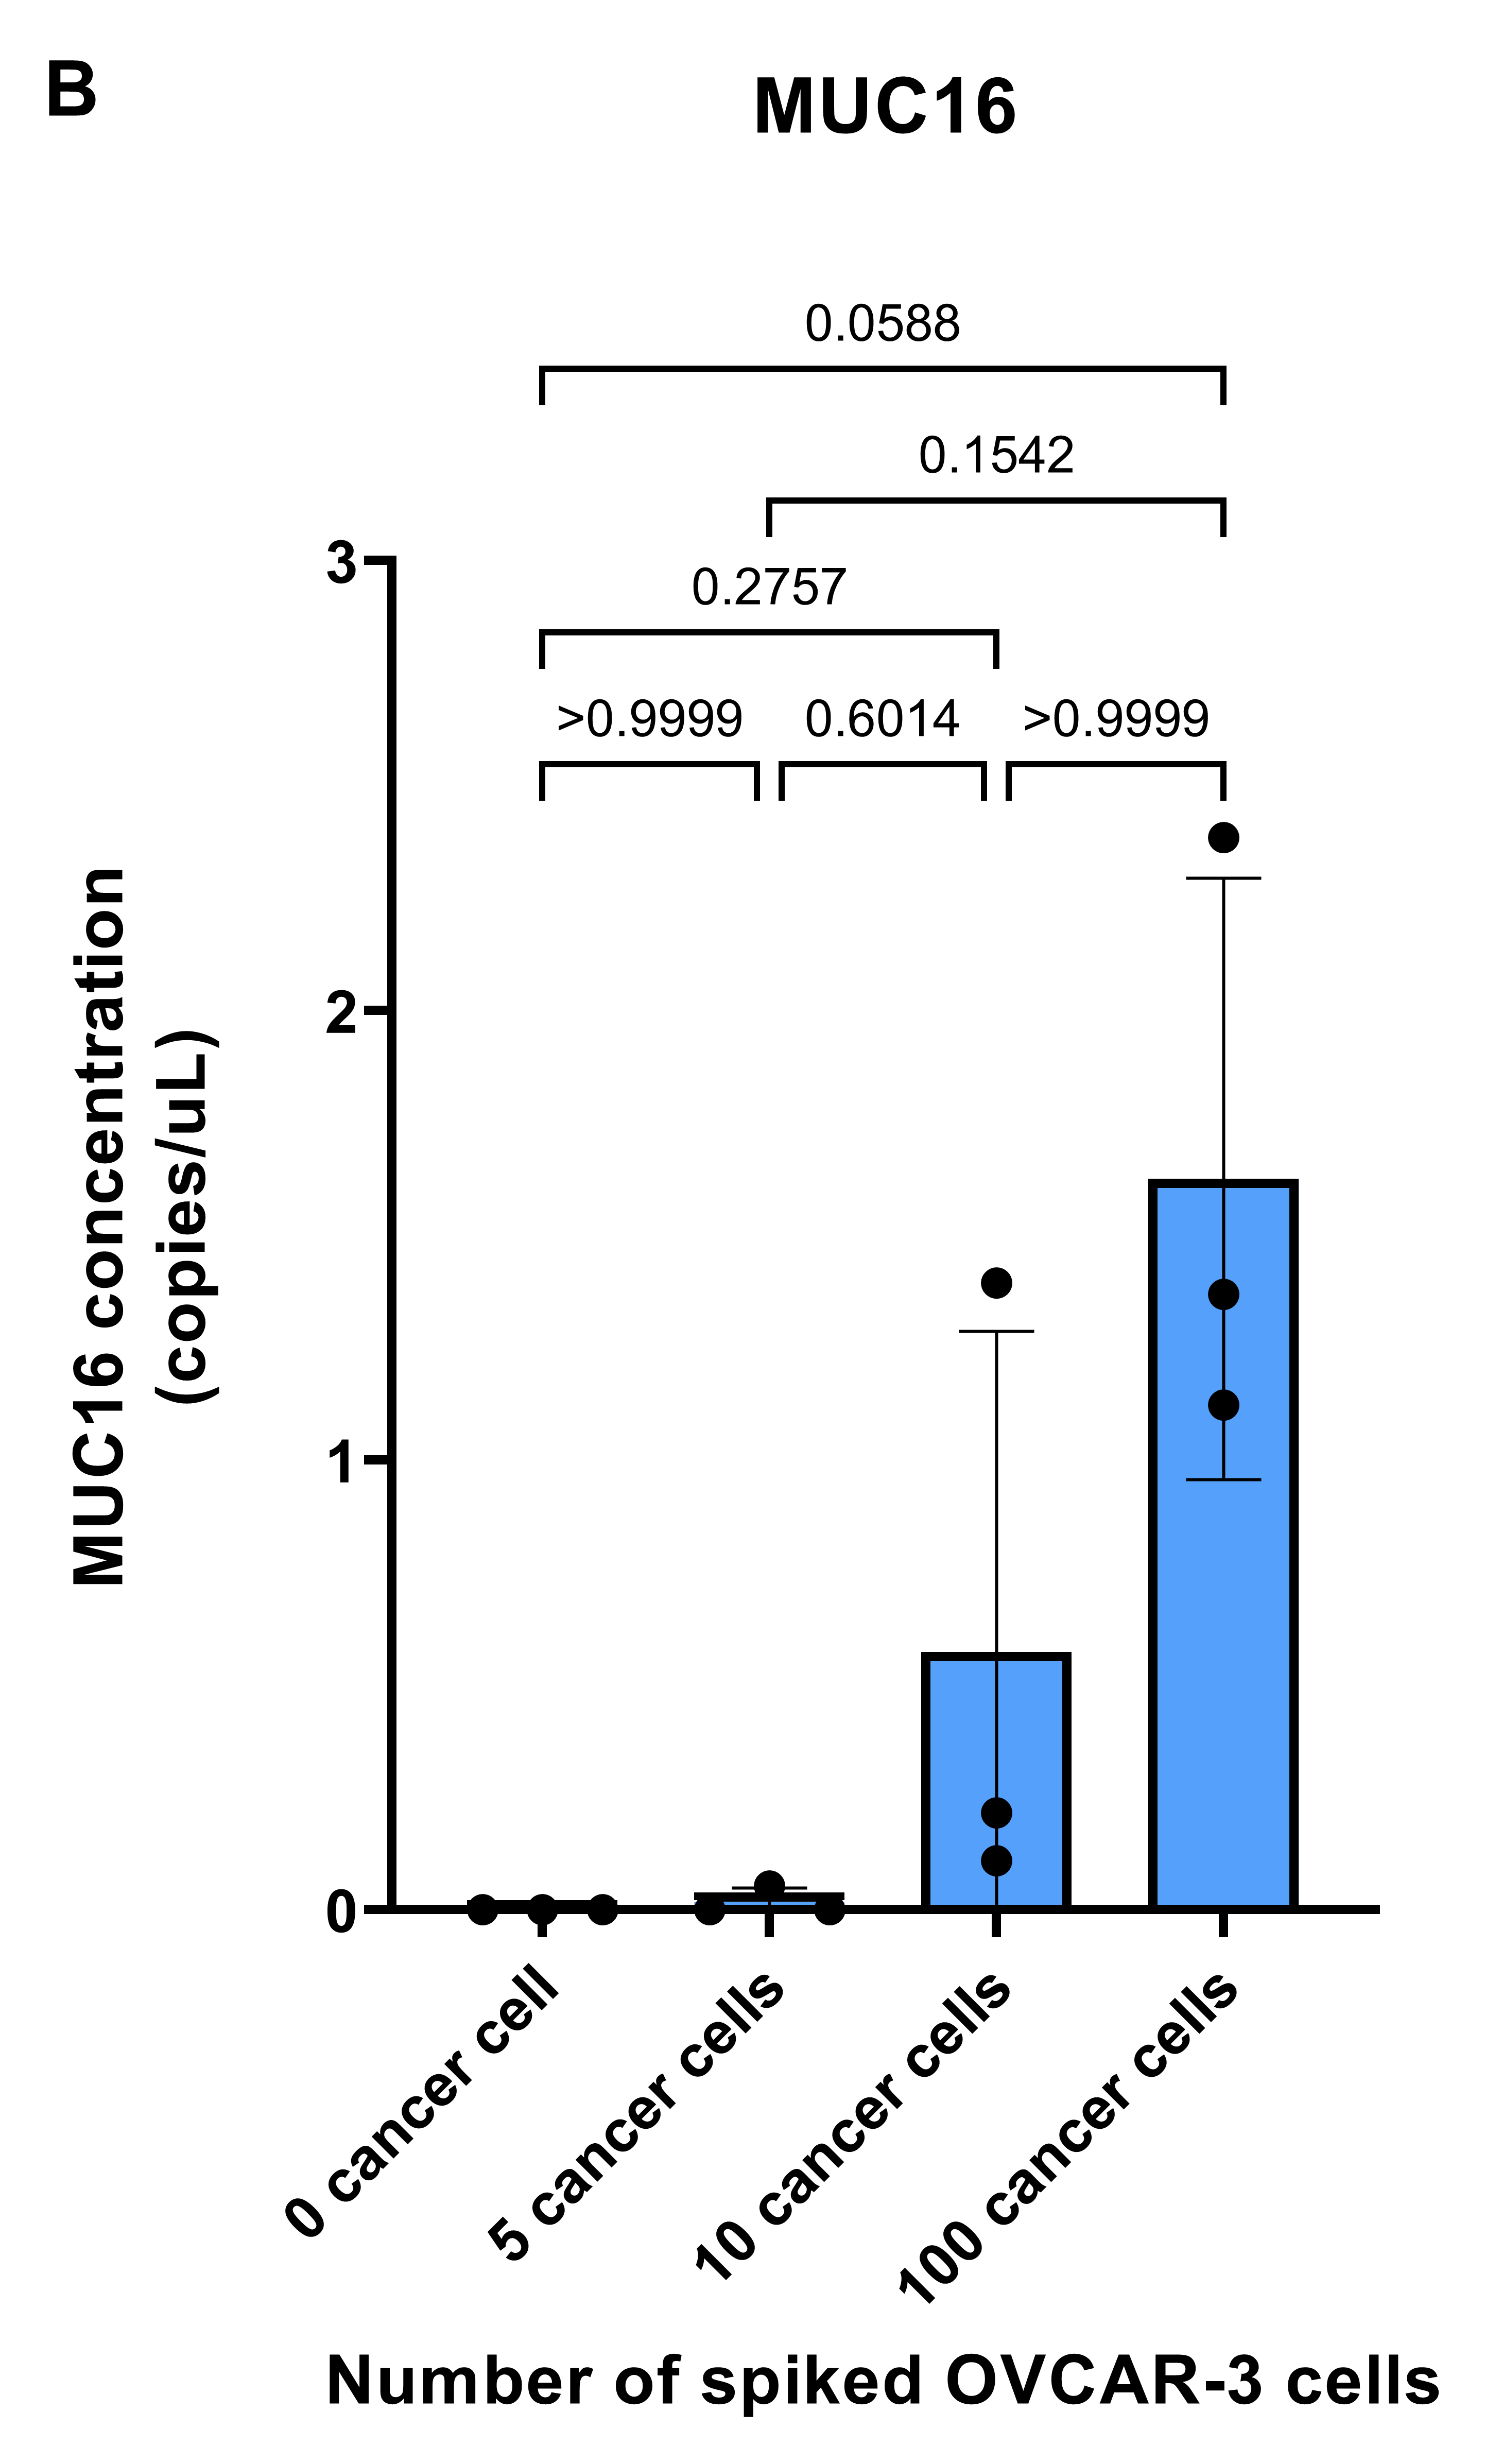 B
MUC16
0.0588
0.1542
0.2757
>0.9999 0.6014 >0.9999
MUC16 concentration
(copies/uL)
3
2
1
0
0 cancer cell
5 cancer cells
10 cancer cells
100 cancer cells
Number of spiked OVCAR-3 cells